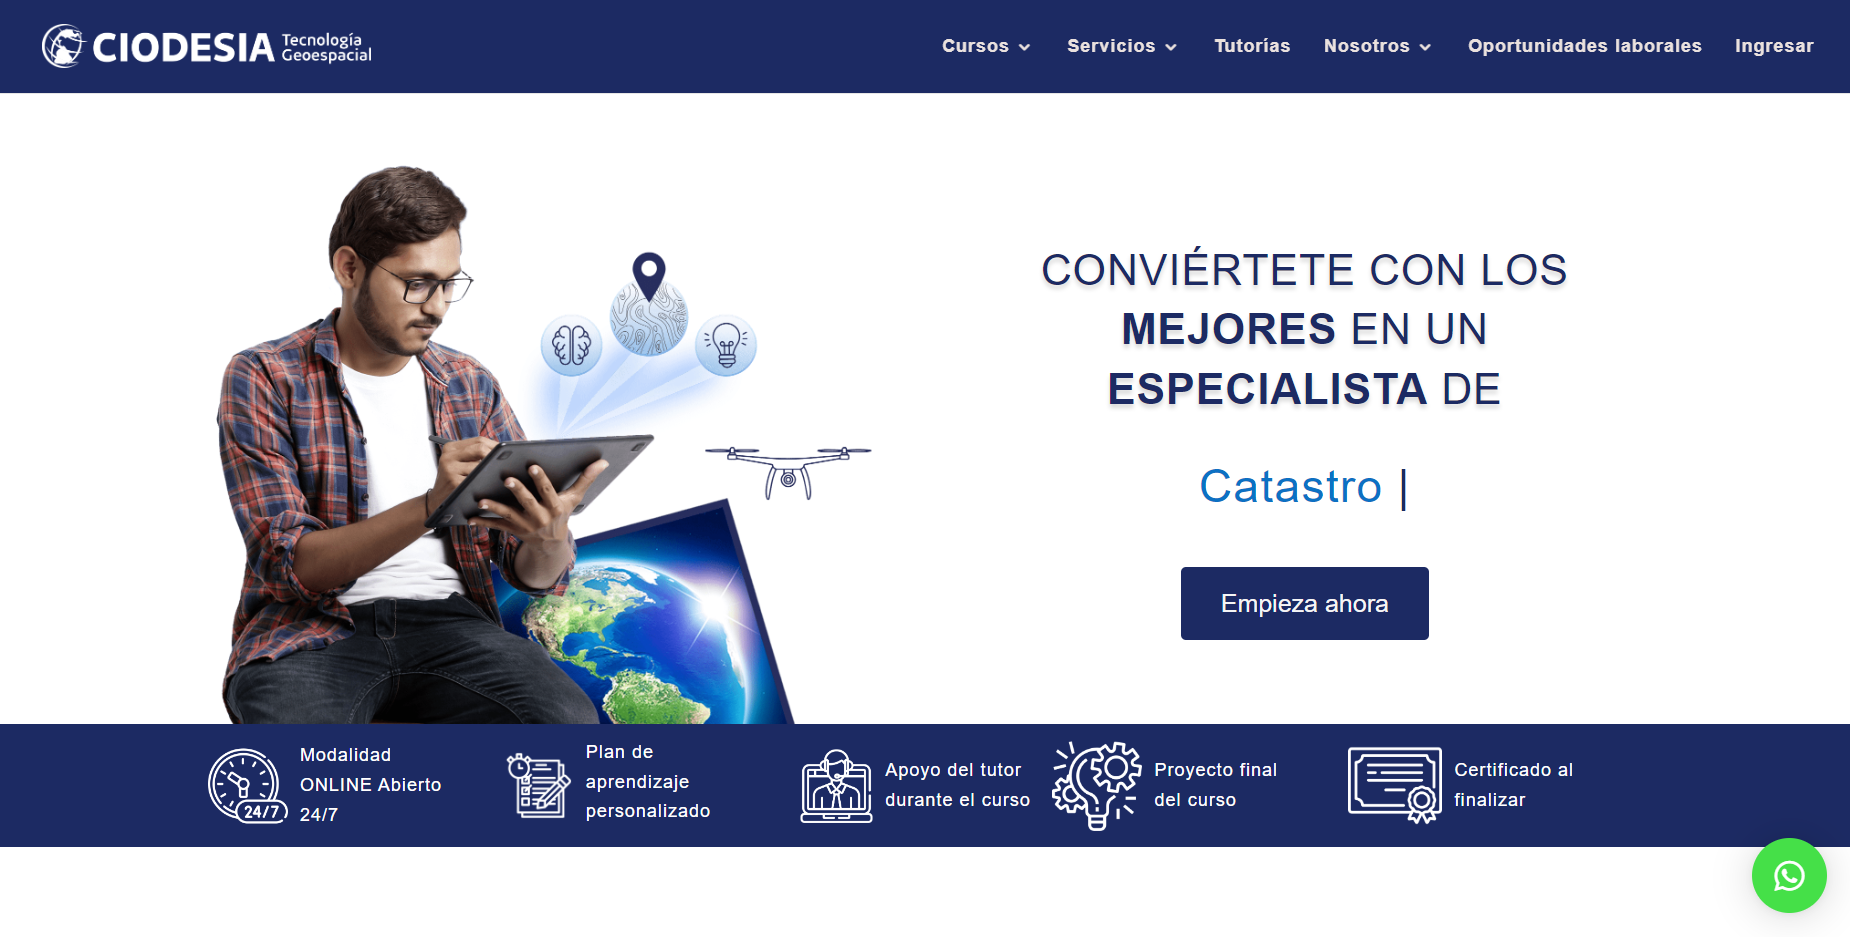 CIODESIA Tecnología
Geoespacial
Cursos Servicios Tutorías Nosotros Oportunidades laborales Ingresar
CONVIÉRTETE CON LOS
MEJORES EN UN
ESPECIALISTA DE
Catastro |
Empieza ahora
24/7
Modalidad
ONLINE Abierto
24/7
Plan de
aprendizaje
personalizado
Apoyo del tutor
durante el curso
Proyecto final
del curso
Certificado al
finalizar